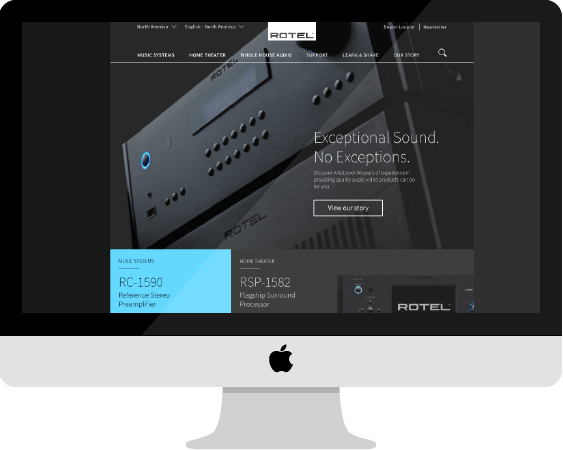 North America English North America Dealer Locator | Newsletter
ROTEL
MUSIC SYSTEMS HOME THEATER WHOLE HOUSE AUDIO SUPPORT LEARN & SHARE OUR STORY
ROTEL
Exceptional Sound.
No Exceptions.
Discover what over 50 years of experience in
providing quality audio video products can do
for you.
View our story
ROTEL
MUSIC SYSTEMS
RC-1590
Reference Stereo
Preamplifier
HOME THEATER
RSP-1582
Flagship Surround
Processor
ROTEL